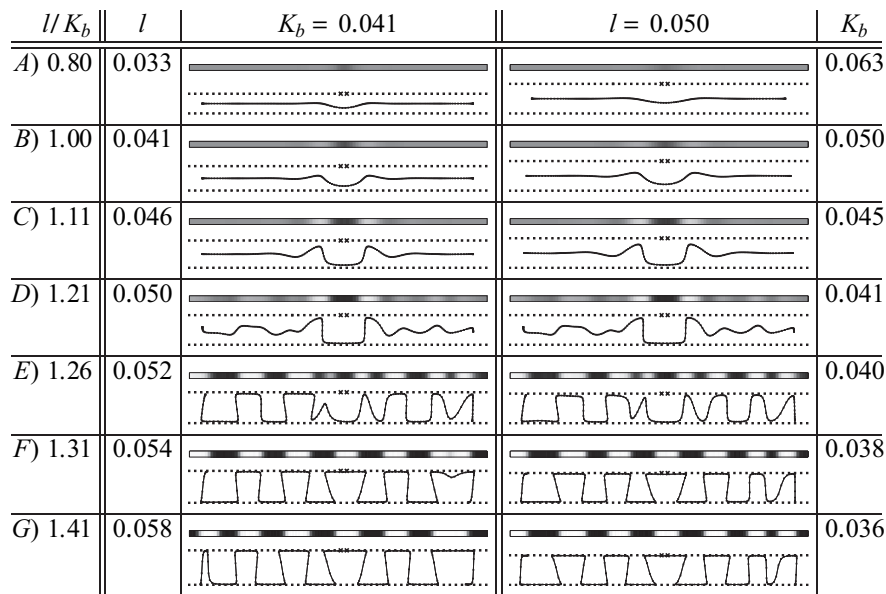 l/K_b l K_b = 0.041 l = 0.050 K_b
A) 0.80 0.033 0.063
B) 1.00 0.041 0.050
C) 1.11 0.046 0.045
D) 1.21 0.050 0.041
E) 1.26 0.052 0.040
F) 1.31 0.054 0.038
G) 1.41 0.058 0.036